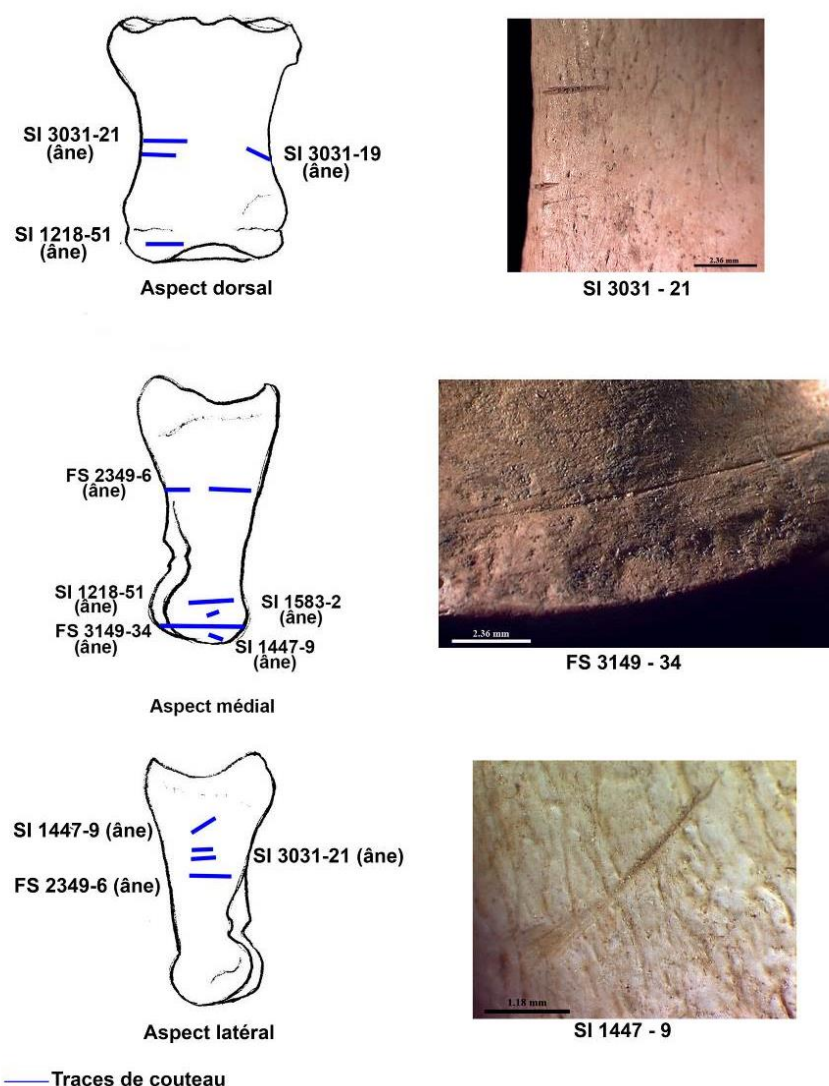 SI 3031-21
(âne)
SI 3031-19
(âne)
SI 1218-51
(âne)
Aspect dorsal
2.36 mm
SI 3031 - 21
FS 2349-6
(âne)
SI 1218-51
(âne)
SI 1583-2
(âne)
FS 3149-34
(âne)
SI 1447-9
(âne)
Aspect médial
2.36 mm
FS 3149 - 34
SI 1447-9 (âne)
SI 3031-21 (âne)
FS 2349-6 (âne)
Aspect latéral
1.18 mm
SI 1447 - 9
Traces de couteau